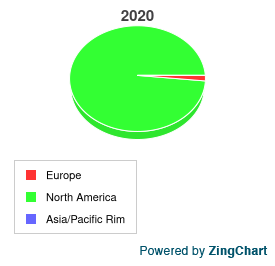 2020
Europe
North America
Asia/Pacific Rim
Powered by ZingChart